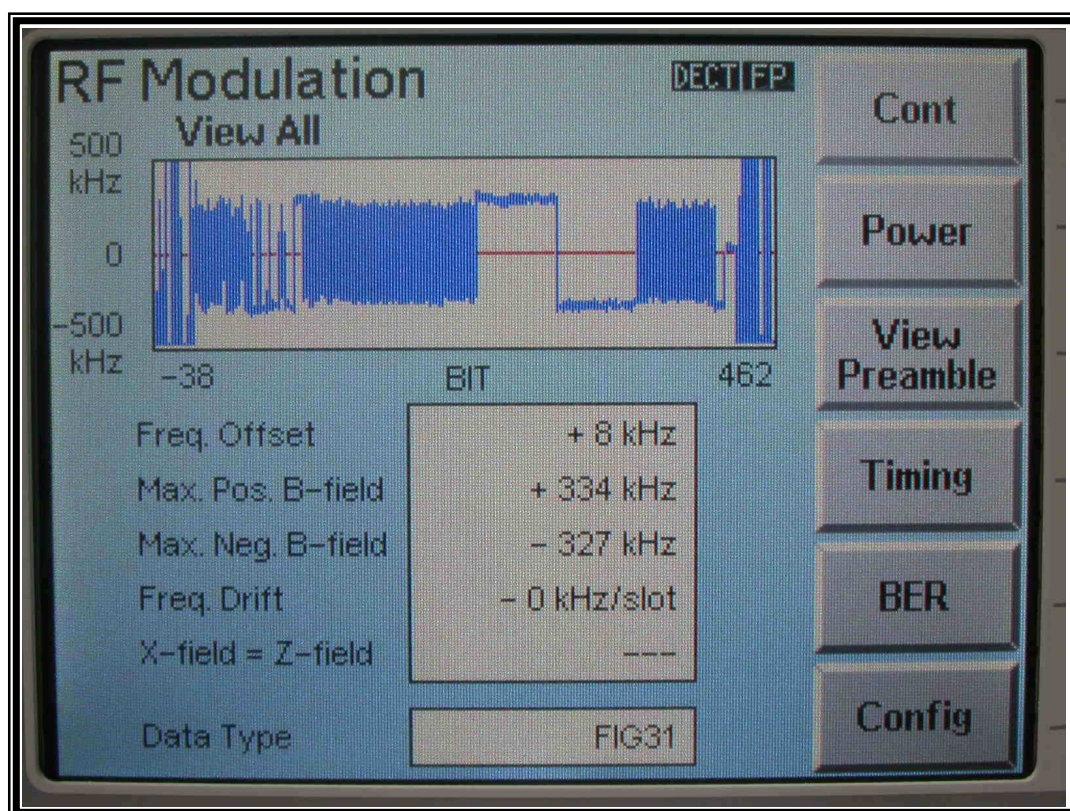 RF Modulation
DECT FP
View All
500
kHz
0
−500
kHz
−38
BIT
462
Freq. Offset
+ 8 kHz
Max. Pos. B−field
+ 334 kHz
Max. Neg. B−field
− 327 kHz
Freq. Drift
− 0 kHz/slot
X−field = Z−field
−−−
Data Type
FIG31
Cont
Power
View
Preamble
Timing
BER
Config